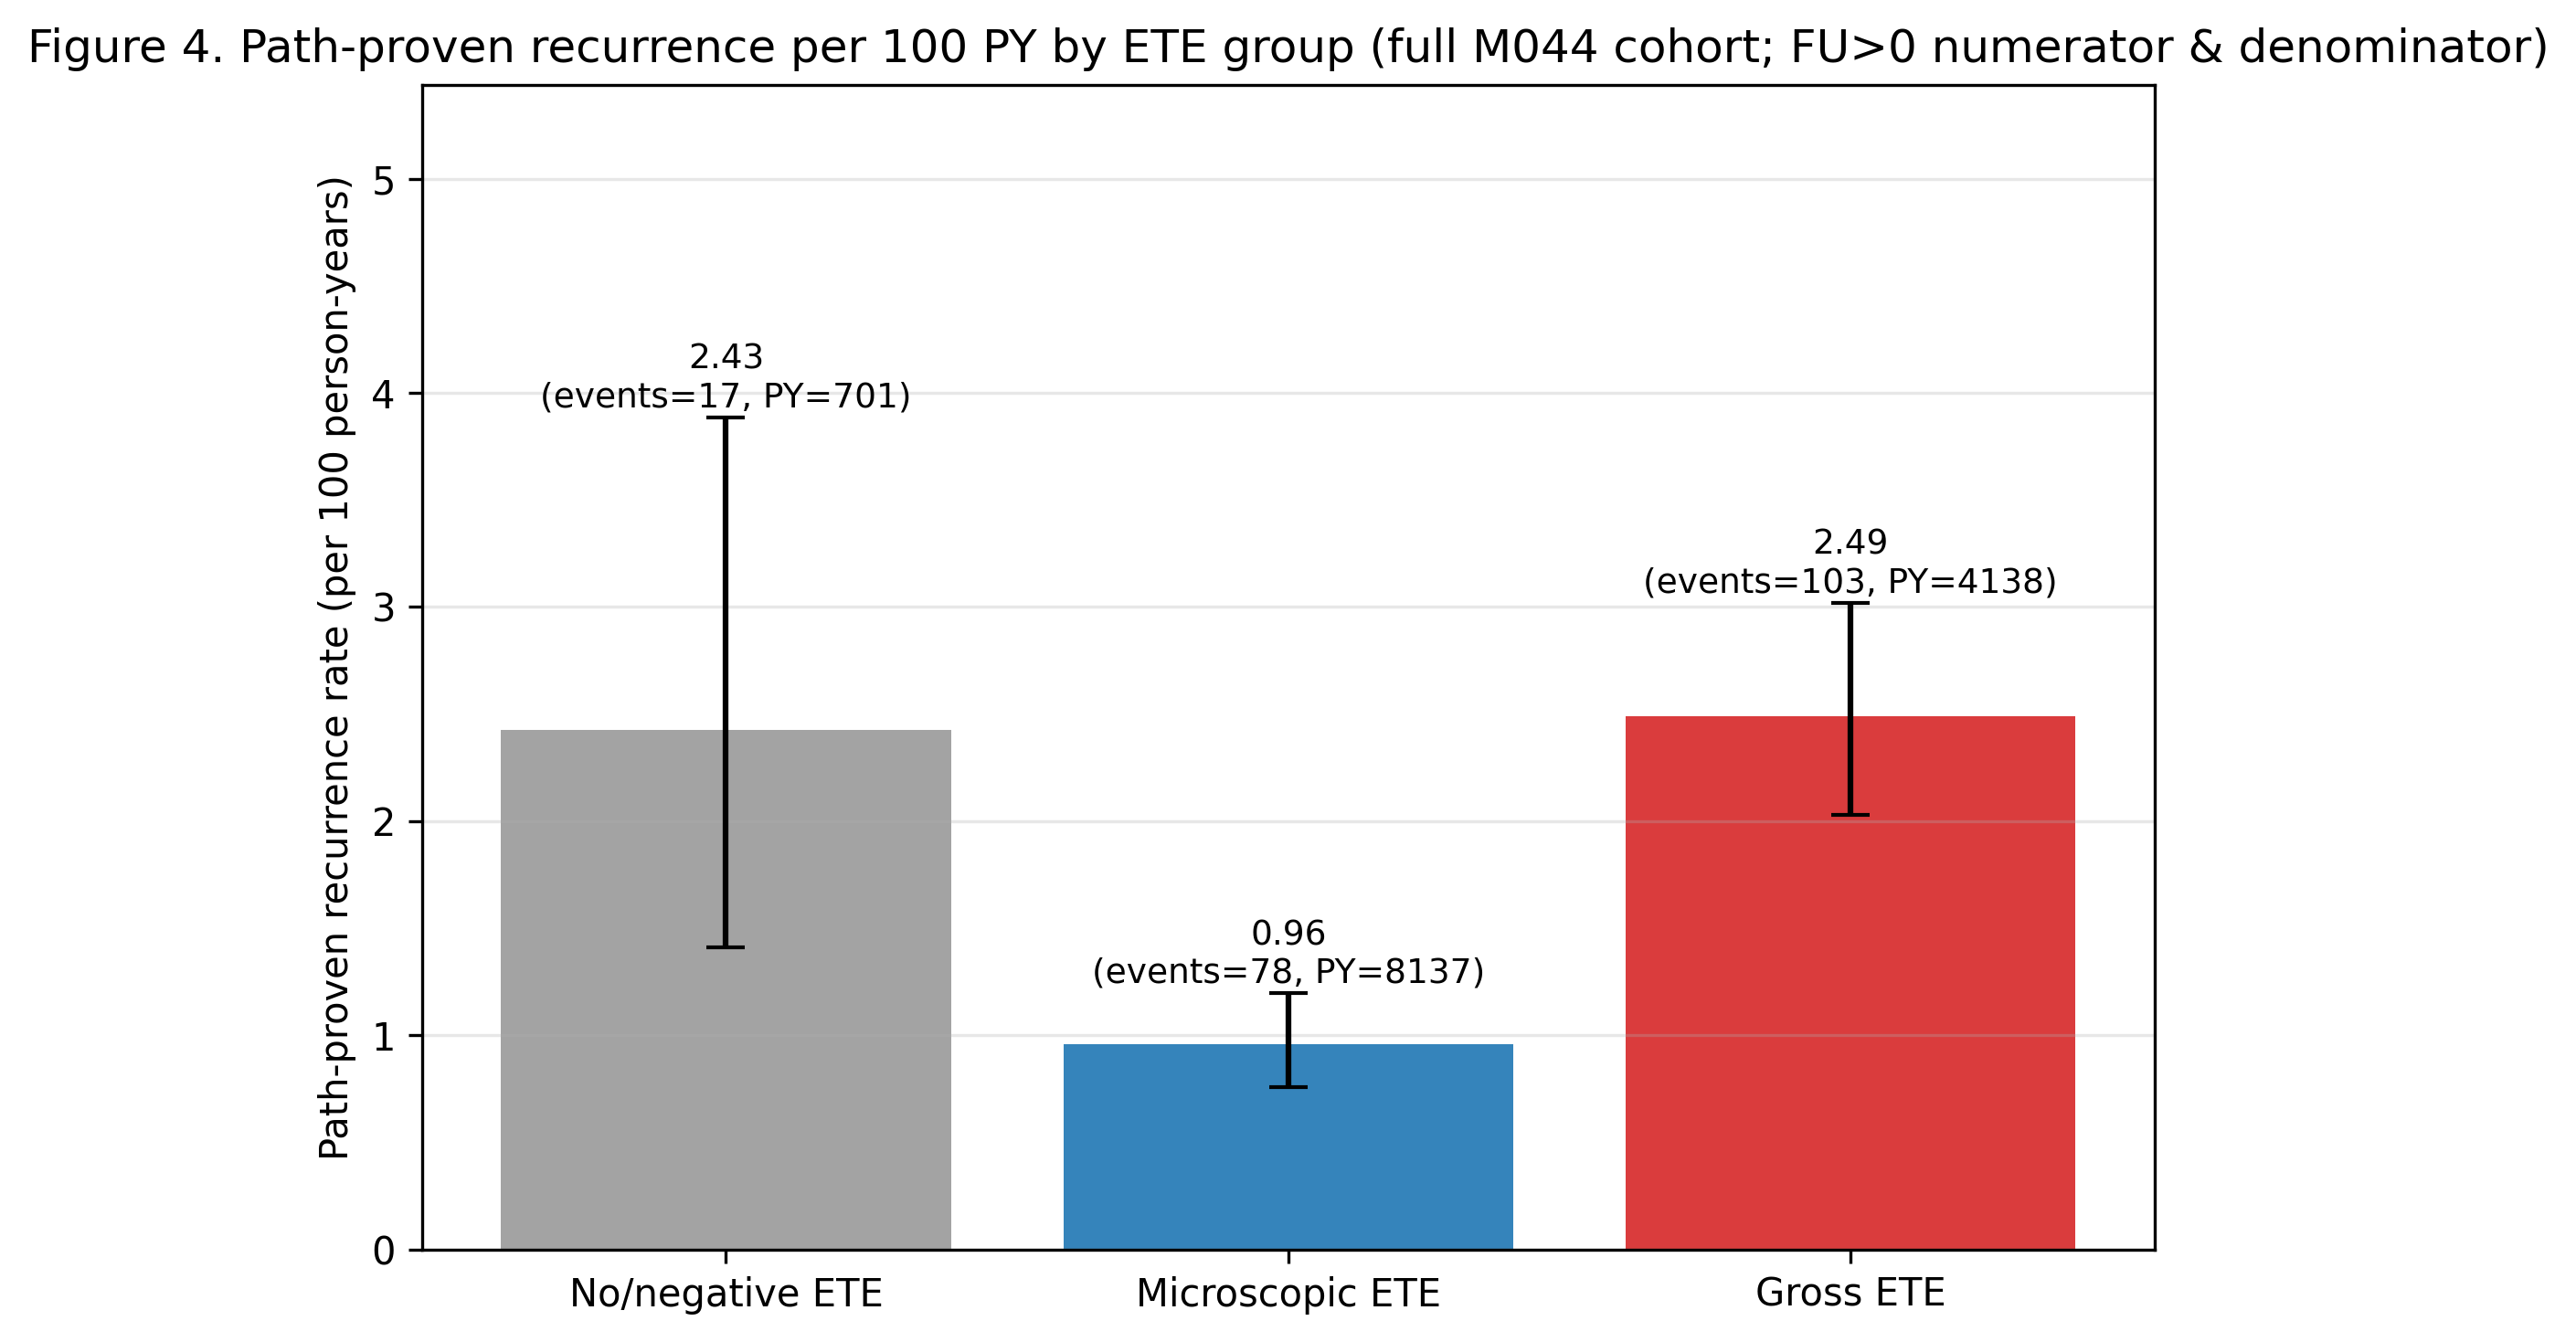 Figure 4. Path-proven recurrence per 100 PY by ETE group (full M044 cohort; FU>0 numerator & denominator)
Path-proven recurrence rate (per 100 person-years)
5
4
3
2
1
0
2.43
(events=17, PY=701)
0.96
(events=78, PY=8137)
2.49
(events=103, PY=4138)
No/negative ETE
Microscopic ETE
Gross ETE